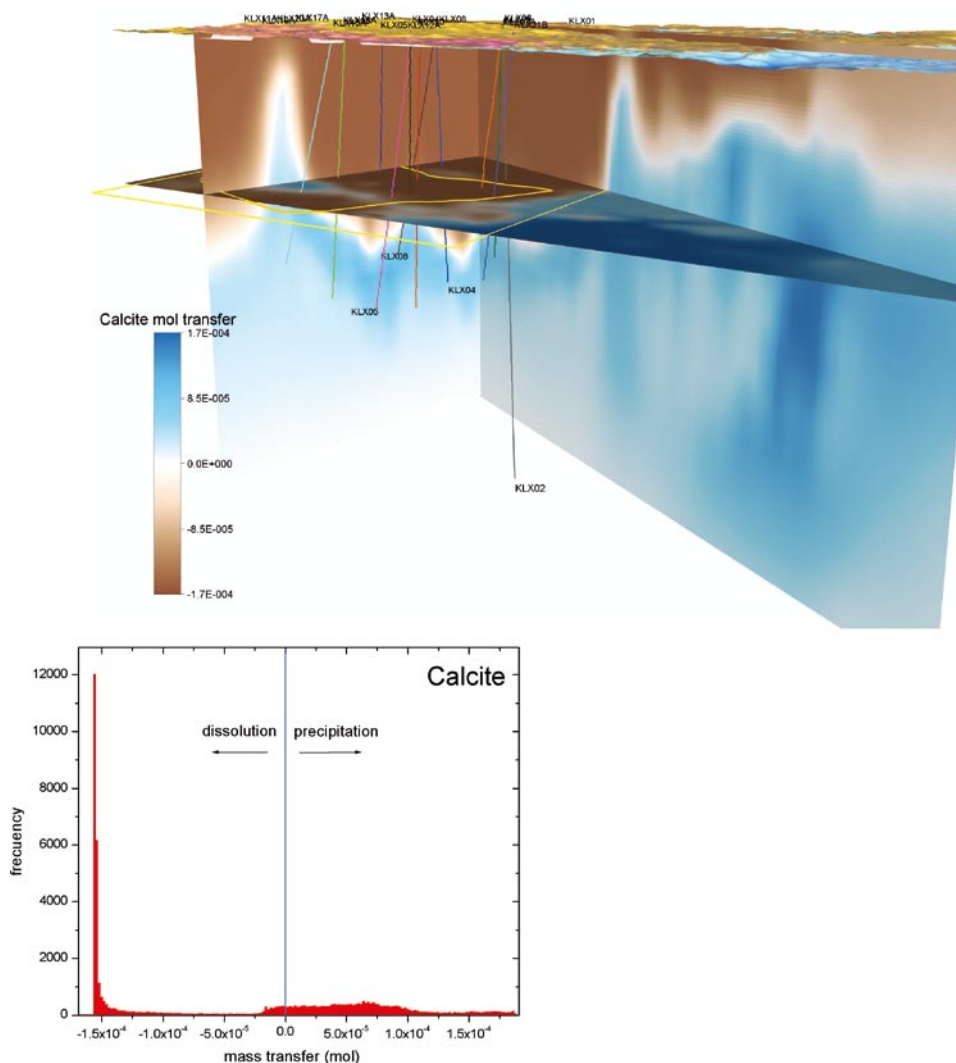 KLX13A
KLX01
KLX06
KLX04
KLX05
KLX02
Calcite mol transfer
1.7E-004
8.5E-005
0.0E+000
-8.5E-005
-1.7E-004
Calcite
12000
10000
8000
6000
4000
2000
0
dissolution
precipitation
frecuency
-1.5x10⁻⁴
-1.0x10⁻⁴
-5.0x10⁻⁵
0.0
5.0x10⁻⁵
1.0x10⁻⁴
1.5x10⁻⁴
mass transfer (mol)